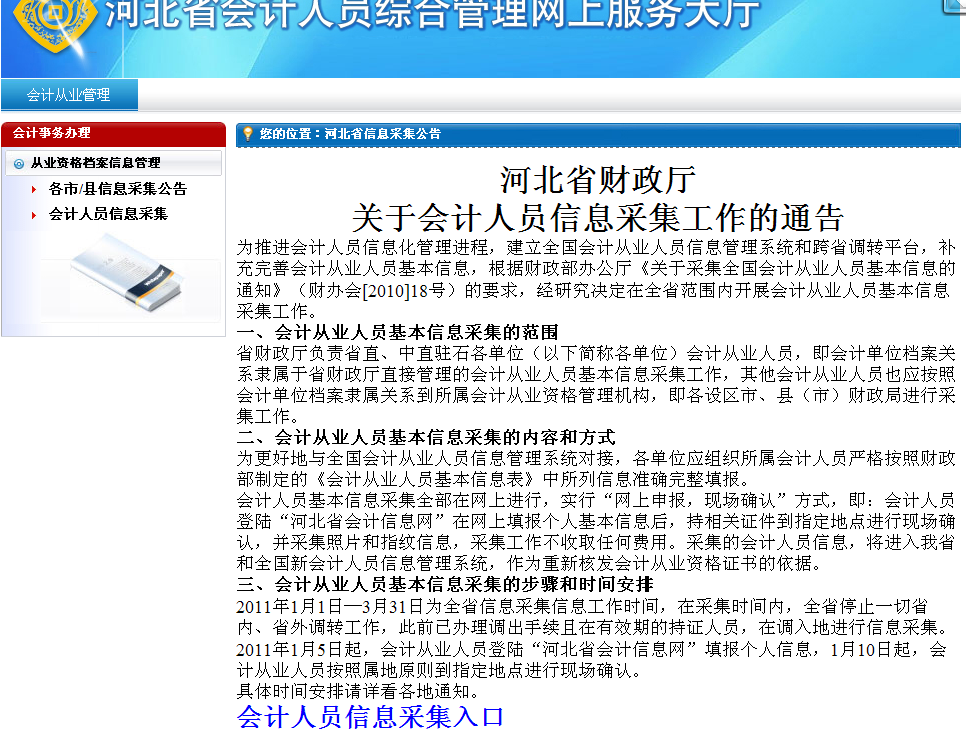 河北省会计人员综合管理网上服务大厅
会计从业管理
会计事务办理
从业资格档案信息管理
各市/县信息采集公告
会计人员信息采集
您的位置：河北省信息采集公告
河北省财政厅
关于会计人员信息采集工作的通告
为推进会计人员信息化管理进程，建立全国会计从业人员信息管理系统和跨省调转平台，补
充完善会计从业人员基本信息，根据财政部办公厅《关于采集全国会计从业人员基本信息的
通知》（财办会[2010]18号）的要求，经研究决定在全省范围内开展会计从业人员基本信息
采集工作。
一、会计从业人员基本信息采集的范围
省财政厅负责省直、中直驻石各单位（以下简称各单位）会计从业人员，即会计单位档案关
系隶属于省财政厅直接管理的会计从业人员基本信息采集工作，其他会计从业人员也应按照
会计单位档案隶属关系到所属会计从业资格管理机构，即各设区市、县（市）财政局进行采
集工作。
二、会计从业人员基本信息采集的内容和方式
为更好地与全国会计从业人员信息管理系统对接，各单位应组织所属会计人员严格按照财政
部制定的《会计从业人员基本信息表》中所列信息准确完整填报。
会计人员基本信息采集全部在网上进行，实行“网上申报，现场确认”方式，即：会计人员
登陆“河北省会计信息网”在网上填报个人基本信息后，持相关证件到指定地点进行现场确
认，并采集照片和指纹信息，采集工作不收取任何费用。采集的会计人员信息，将进入我省
和全国新会计人员信息管理系统，作为重新核发会计从业资格证书的依据。
三、会计从业人员基本信息采集的步骤和时间安排
2011年1月1日—3月31日为全省信息采集信息工作时间，在采集时间内，全省停止一切省
内、省外调转工作，此前已办理调出手续且在有效期的持证人员，在调入地进行信息采集。
2011年1月5日起，会计从业人员登陆“河北省会计信息网”填报个人信息，1月10日起，会
计从业人员按照属地原则到指定地点进行现场确认。
具体时间安排请详看各地通知。
会计人员信息采集入口